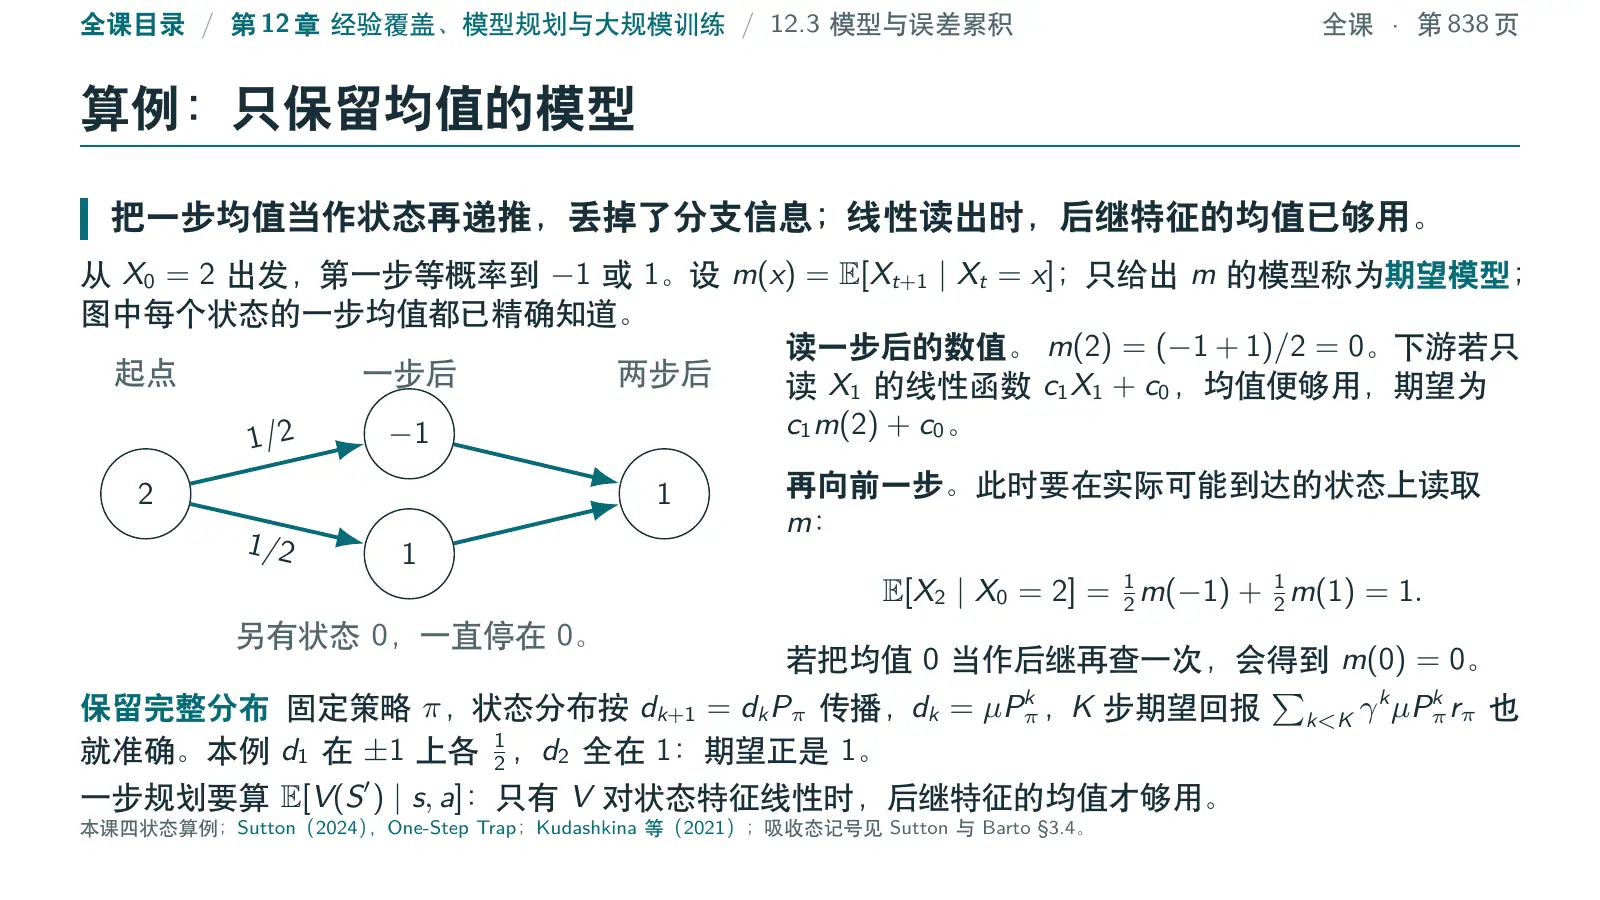 全课目录 / 第12章 经验覆盖、模型规划与大规模训练 / 12.3 模型与误差累积
全课 · 第838页
算例：只保留均值的模型
把一步均值当作状态再递推，丢掉了分支信息；线性读出时，后继特征的均值已够用。
从 X₀ = 2 出发，第一步等概率到 −1 或 1。设 m(x) = 𝔼[Xₜ₊₁ | Xₜ = x]；只给出 m 的模型称为期望模型；
图中每个状态的一步均值都已精确知道。
起点
一步后
两步后
2
1/2
1/2
−1
1
1
另有状态 0，一直停在 0。
读一步后的数值。 m(2) = (−1 + 1)/2 = 0。下游若只
读 X₁ 的线性函数 c₁X₁ + c₀，均值便够用，期望为
c₁m(2) + c₀。
再向前一步。此时要在实际可能到达的状态上读取
m：
𝔼[X₂ | X₀ = 2] = ½m(−1) + ½m(1) = 1.
若把均值 0 当作后继再查一次，会得到 m(0) = 0。
保留完整分布 固定策略 π，状态分布按 d_{k+1} = d_k P_π 传播，d_k = μP_π^k，K 步期望回报 ∑_{k<K} γ^k μP_π^k r_π 也
就准确。本例 d₁ 在 ±1 上各 ½，d₂ 全在 1：期望正是 1。
一步规划要算 𝔼[V(S′) | s, a]：只有 V 对状态特征线性时，后继特征的均值才够用。
本课四状态算例；Sutton（2024），One-Step Trap；Kudashkina 等（2021）；吸收态记号见 Sutton 与 Barto §3.4。